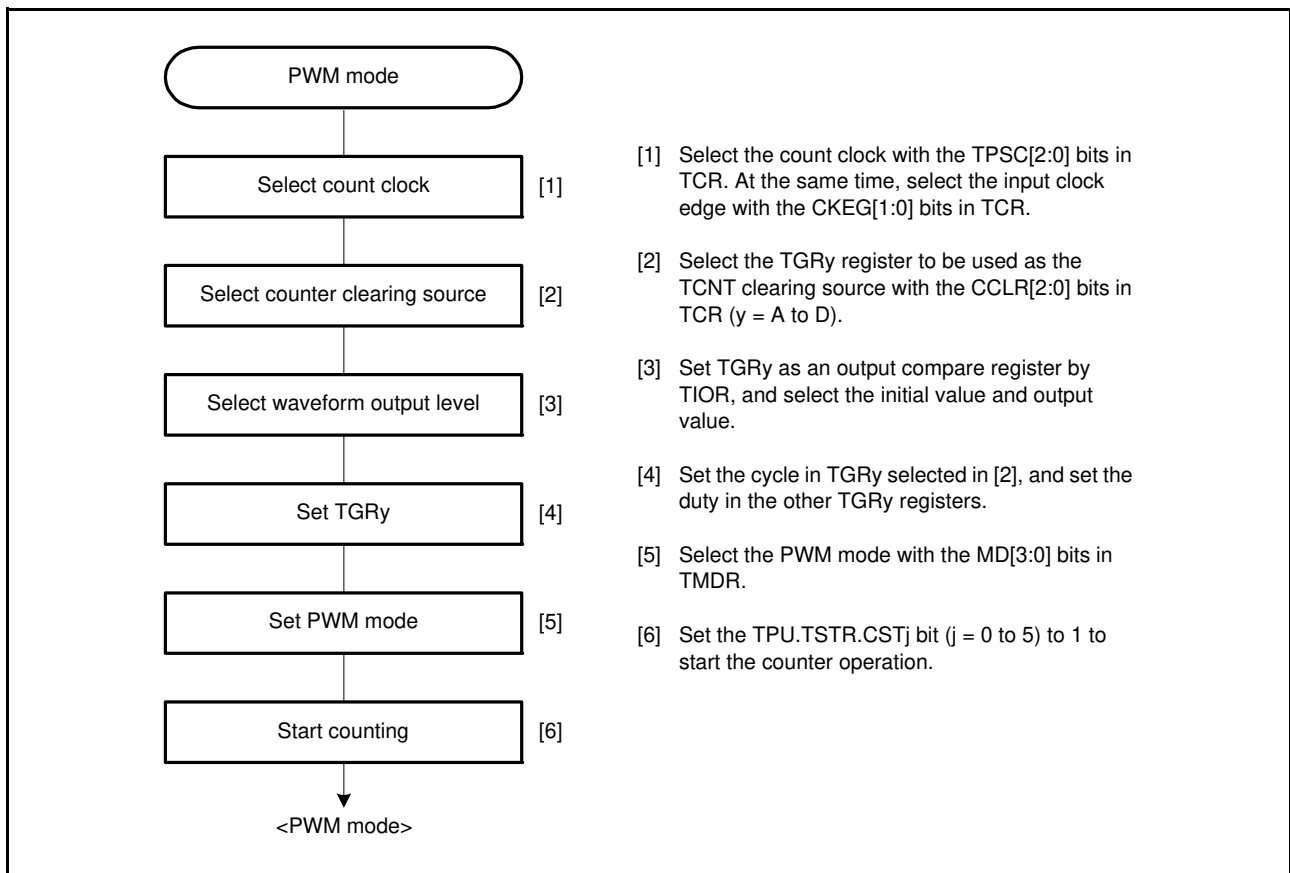 PWM mode
Select count clock
[1]
Select counter clearing source
[2]
Select waveform output level
[3]
Set TGRy
[4]
Set PWM mode
[5]
Start counting
[6]
<PWM mode>
[1] Select the count clock with the TPSC[2:0] bits in
TCR. At the same time, select the input clock
edge with the CKEG[1:0] bits in TCR.
[2] Select the TGRy register to be used as the
TCNT clearing source with the CCLR[2:0] bits in
TCR (y = A to D).
[3] Set TGRy as an output compare register by
TIOR, and select the initial value and output
value.
[4] Set the cycle in TGRy selected in [2], and set the
duty in the other TGRy registers.
[5] Select the PWM mode with the MD[3:0] bits in
TMDR.
[6] Set the TPU.TSTR.CSTj bit (j = 0 to 5) to 1 to
start the counter operation.